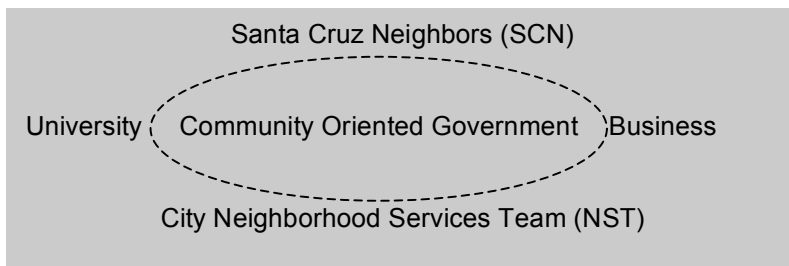 Santa Cruz Neighbors (SCN)
University Community Oriented Government Business
City Neighborhood Services Team (NST)